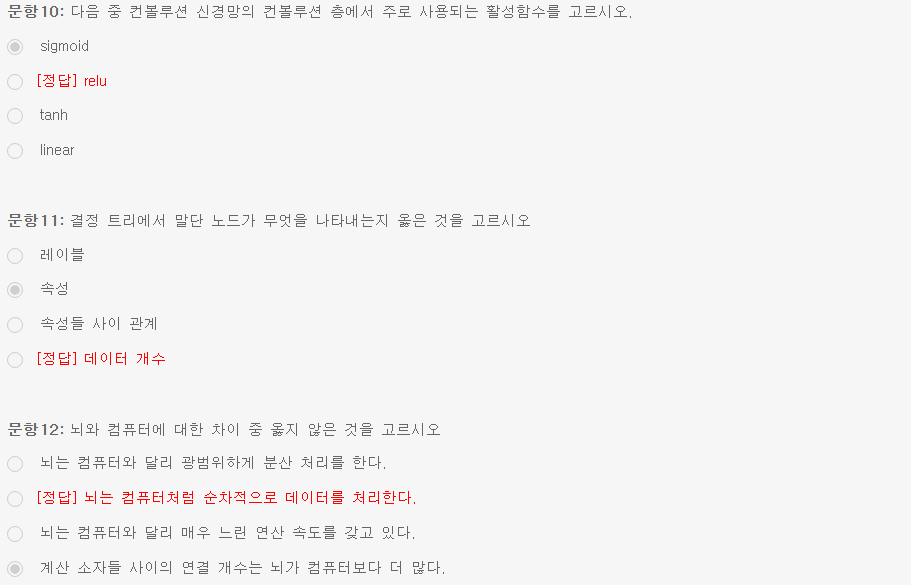 문항10: 다음 중 컨볼루션 신경망의 컨볼루션 층에서 주로 사용되는 활성함수를 고르시오.
sigmoid
[정답] relu
tanh
linear
문항11: 결정 트리에서 말단 노드가 무엇을 나타내는지 옳은 것을 고르시오
레이블
속성
속성들 사이 관계
[정답] 데이터 개수
문항12: 뇌와 컴퓨터에 대한 차이 중 옳지 않은 것을 고르시오
뇌는 컴퓨터와 달리 광범위하게 분산 처리를 한다.
[정답] 뇌는 컴퓨터처럼 순차적으로 데이터를 처리한다.
뇌는 컴퓨터와 달리 매우 느린 연산 속도를 갖고 있다.
계산 소자들 사이의 연결 개수는 뇌가 컴퓨터보다 더 많다.